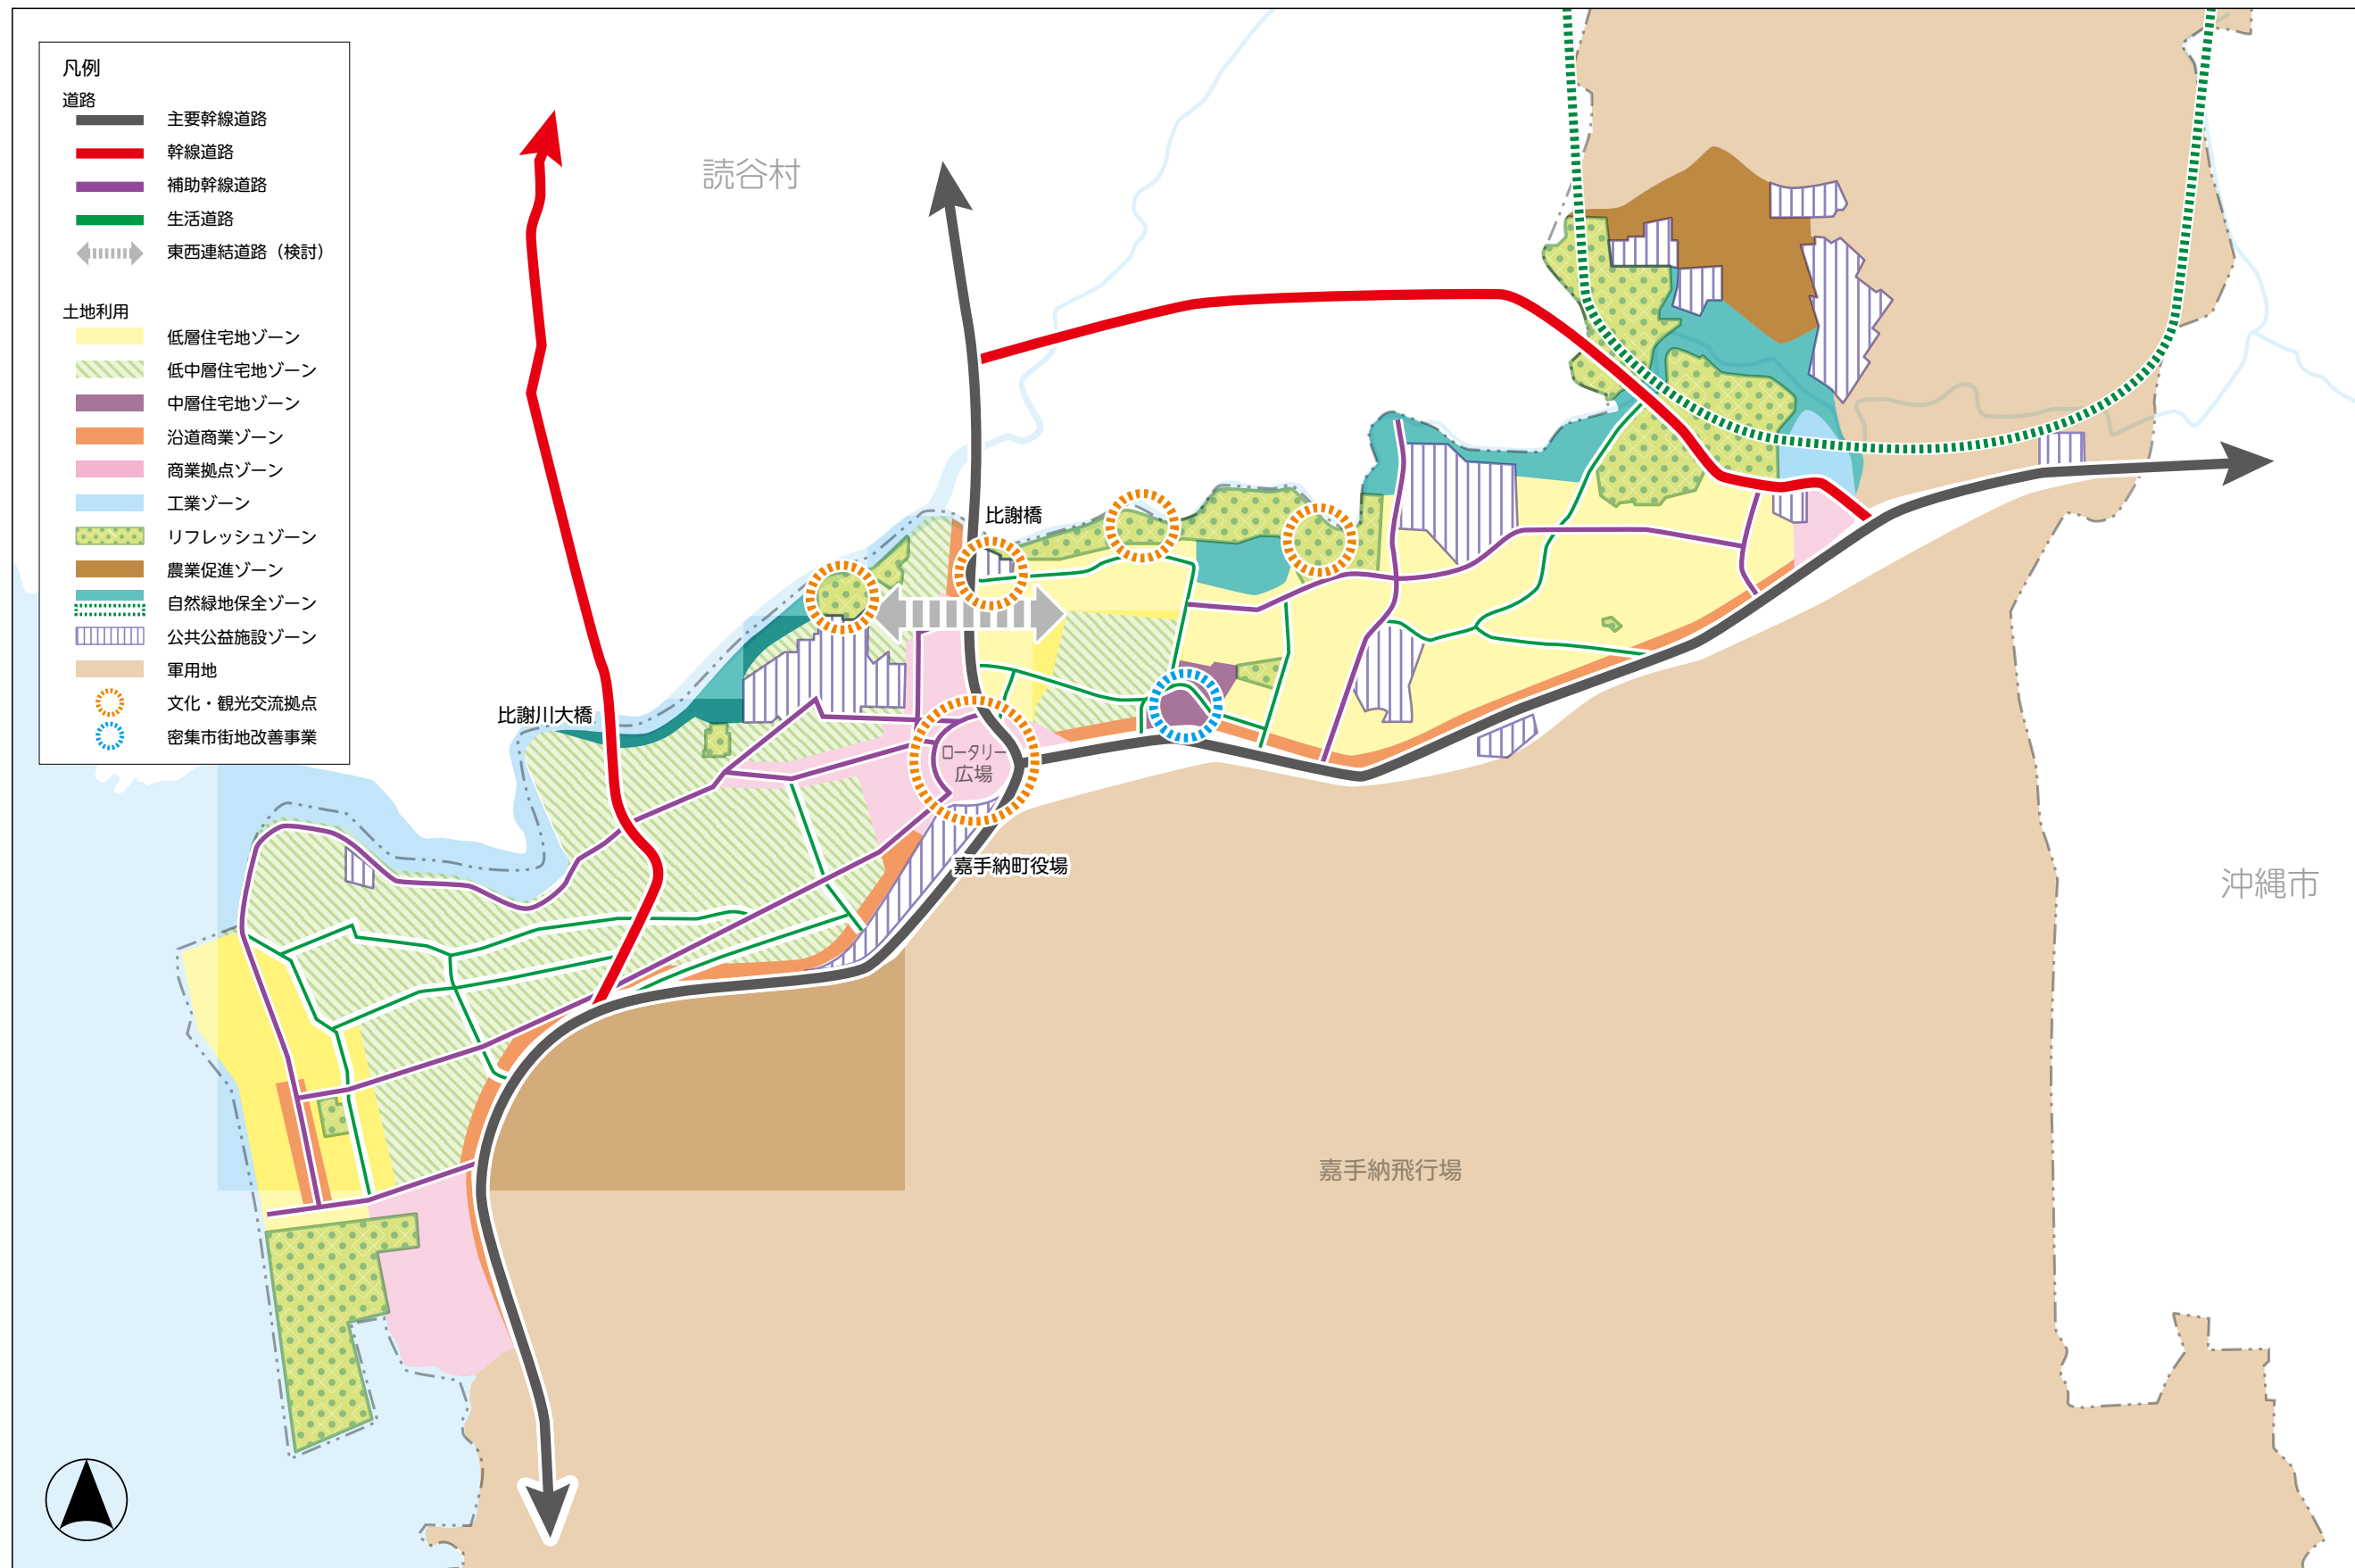 凡例
道路
主要幹線道路
幹線道路
補助幹線道路
生活道路
東西連結道路（検討）
土地利用
低層住宅地ゾーン
低中層住宅地ゾーン
中層住宅地ゾーン
沿道商業ゾーン
商業拠点ゾーン
工業ゾーン
リフレッシュゾーン
農業促進ゾーン
自然緑地保全ゾーン
公共公益施設ゾーン
軍用地
文化・観光交流拠点
密集市街地改善事業
読谷村
比謝橋
比謝川大橋
ロータリー
広場
嘉手納町役場
沖縄市
嘉手納飛行場